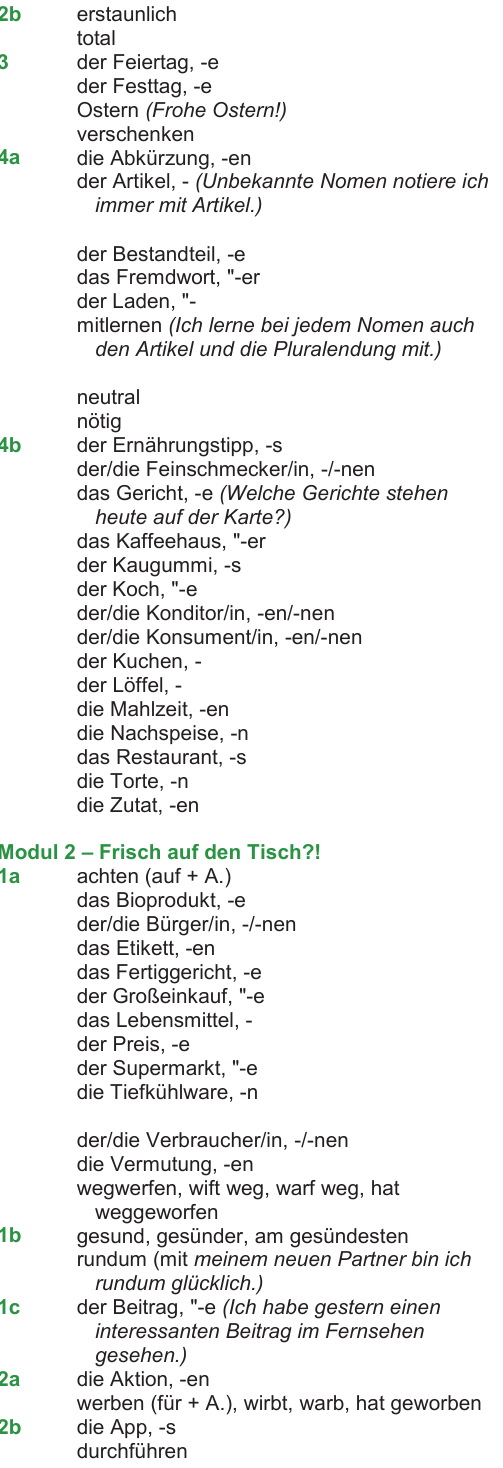 2b erstaunlich
total
3 der Feiertag, -e
der Festtag, -e
Ostern (Frohe Ostern!)
verschenken
4a die Abkürzung, -en
der Artikel, - (Unbekannte Nomen notiere ich
immer mit Artikel.)
der Bestandteil, -e
das Fremdwort, "-er
der Laden, "-
mitlernen (Ich lerne bei jedem Nomen auch
den Artikel und die Pluralendung mit.)
neutral
nötig
4b der Ernährungstipp, -s
der/die Feinschmecker/in, -/-nen
das Gericht, -e (Welche Gerichte stehen
heute auf der Karte?)
das Kaffeehaus, "-er
der Kaugummi, -s
der Koch, "-e
der/die Konditor/in, -en/-nen
der/die Konsument/in, -en/-nen
der Kuchen, -
der Löffel, -
die Mahlzeit, -en
die Nachspeise, -n
das Restaurant, -s
die Torte, -n
die Zutat, -en
Modul 2 – Frisch auf den Tisch?!
1a achten (auf + A.)
das Bioprodukt, -e
der/die Bürger/in, -/-nen
das Etikett, -en
das Fertiggericht, -e
der Großeinkauf, "-e
das Lebensmittel, -
der Preis, -e
der Supermarkt, "-e
die Tiefkühlware, -n
der/die Verbraucher/in, -/-nen
die Vermutung, -en
wegwerfen, wift weg, warf weg, hat
weggeworfen
1b gesund, gesünder, am gesündesten
rundum (mit meinem neuen Partner bin ich
rundum glücklich.)
1c der Beitrag, "-e (Ich habe gestern einen
interessanten Beitrag im Fernsehen
gesehen.)
2a die Aktion, -en
werben (für + A.), wirbt, warb, hat geworben
2b die App, -s
durchführen